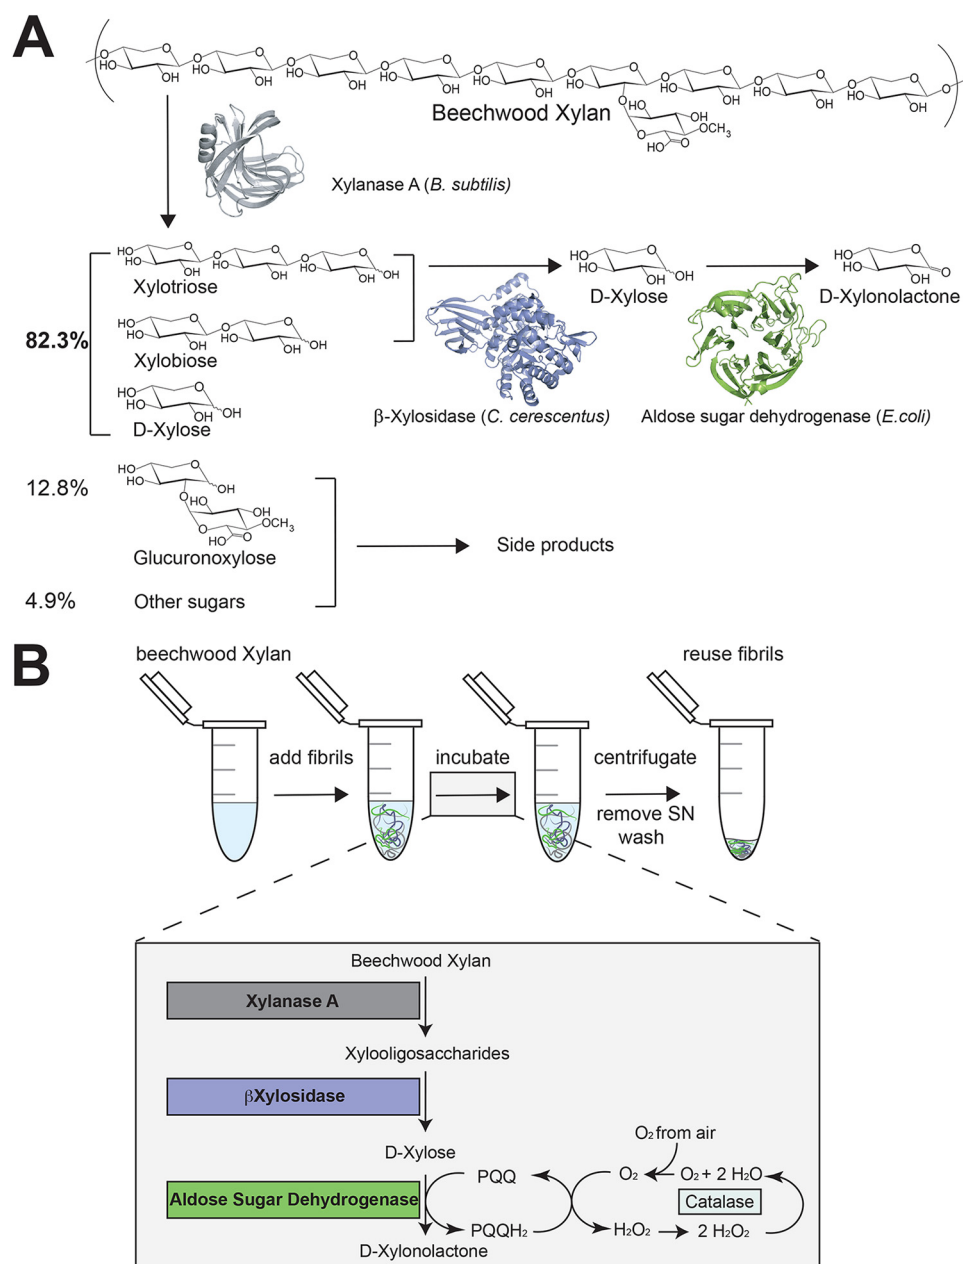 A
Beechwood Xylan
Xylanase A (B. subtilis)
Xylotriose
D-Xylose
D-Xylonolactone
82.3%
Xylobiose
β-Xylosidase (C. cerescentus)
Aldose sugar dehydrogenase (E.coli)
D-Xylose
12.8%
Glucuronoxylose
Side products
4.9%
Other sugars
B
beechwood Xylan
reuse fibrils
add fibrils
incubate
centrifugate
remove SN
wash
Beechwood Xylan
Xylanase A
Xylooligosaccharides
βXylosidase
D-Xylose
O₂ from air
PQQ
O₂
O₂ + 2 H₂O
Aldose Sugar Dehydrogenase
Catalase
PQQH₂
H₂O₂
2 H₂O₂
D-Xylonolactone